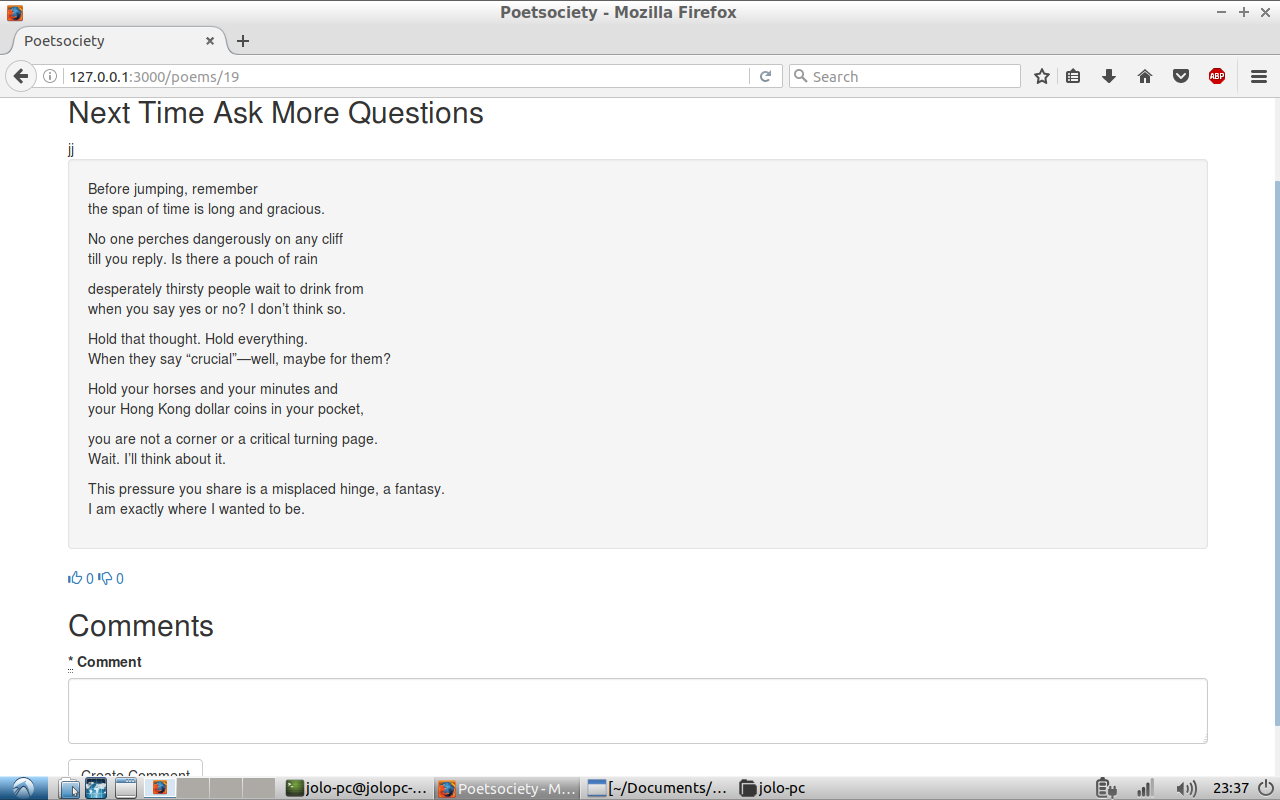 Poetsociety - Mozilla Firefox
Poetsociety
127.0.0.1:3000/poems/19
Search
ABP
Next Time Ask More Questions
jj
Before jumping, remember
the span of time is long and gracious.
No one perches dangerously on any cliff
till you reply. Is there a pouch of rain
desperately thirsty people wait to drink from
when you say yes or no? I don’t think so.
Hold that thought. Hold everything.
When they say “crucial”—well, maybe for them?
Hold your horses and your minutes and
your Hong Kong dollar coins in your pocket,
you are not a corner or a critical turning page.
Wait. I’ll think about it.
This pressure you share is a misplaced hinge, a fantasy.
I am exactly where I wanted to be.
0 0
Comments
* Comment
Create Comment
jolo-pc@jolopc-... Poetsociety - M... [~/Documents/... jolo-pc 23:37